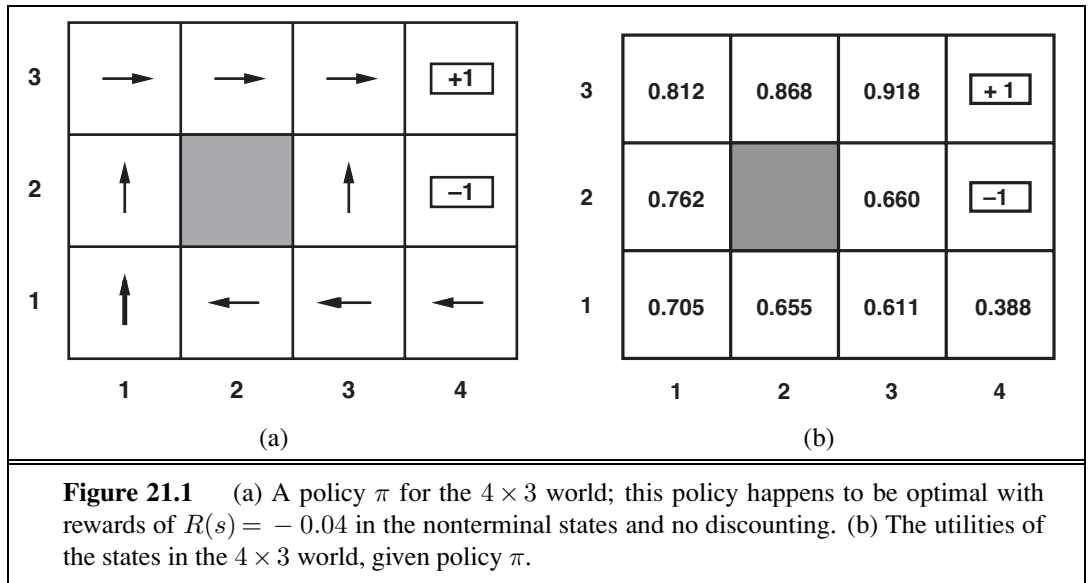 3
+1
2
–1
1
1 2 3 4
(a)
3
0.812 0.868 0.918 + 1
2
0.762 0.660 –1
1
0.705 0.655 0.611 0.388
1 2 3 4
(b)
Figure 21.1 (a) A policy π for the 4 × 3 world; this policy happens to be optimal with
rewards of R(s) = − 0.04 in the nonterminal states and no discounting. (b) The utilities of
the states in the 4 × 3 world, given policy π.